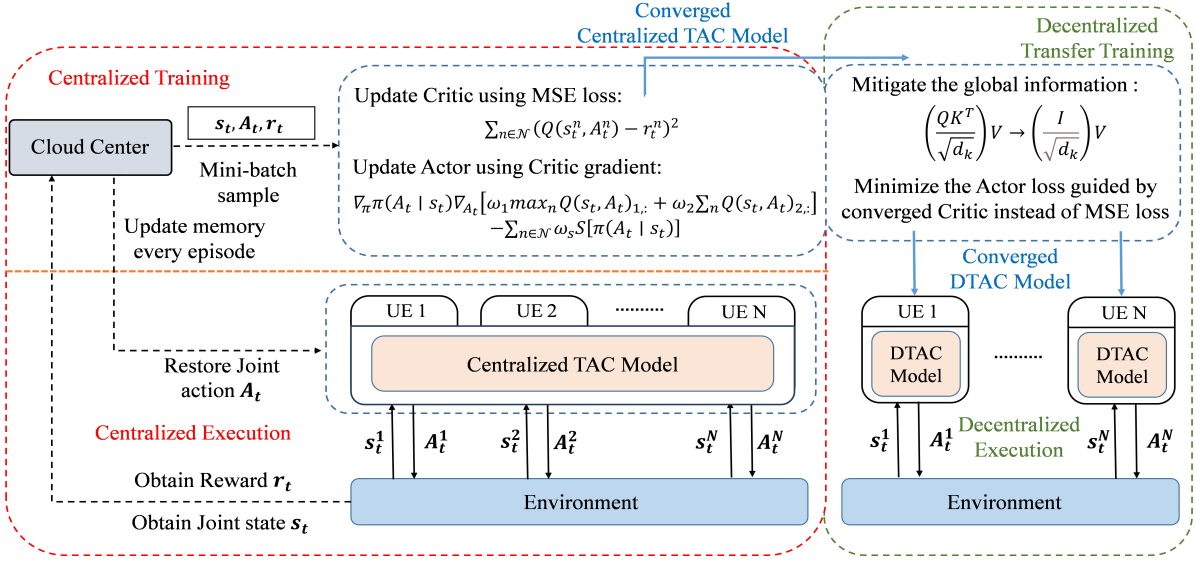 Converged
Centralized TAC Model
Decentralized
Transfer Training
Centralized Training
Update Critic using MSE loss:
∑_{n∈𝒩}(Q(s_t^n, A_t^n) − r_t^n)^2
Update Actor using Critic gradient:
∇_π π(A_t ∣ s_t)∇_{A_t}[ω_1 max_n Q(s_t, A_t)_{1,:} + ω_2 ∑_n Q(s_t, A_t)_{2,:}]
−∑_{n∈𝒩} ω_s S[π(A_t ∣ s_t)]
Mitigate the global information :
(QK^T / √d_k) V → (I / √d_k) V
Minimize the Actor loss guided by
converged Critic instead of MSE loss
s_t, A_t, r_t
Cloud Center
Mini-batch
sample
Update memory
every episode
Converged
DTAC Model
UE 1
UE 2
..........
UE N
Centralized TAC Model
UE 1
DTAC
Model
..........
UE N
DTAC
Model
Restore Joint
action A_t
Centralized Execution
s_t^1
A_t^1
s_t^2
A_t^2
s_t^N
A_t^N
s_t^1
A_t^1
Decentralized
Execution
s_t^N
A_t^N
Obtain Reward r_t
Obtain Joint state s_t
Environment
Environment